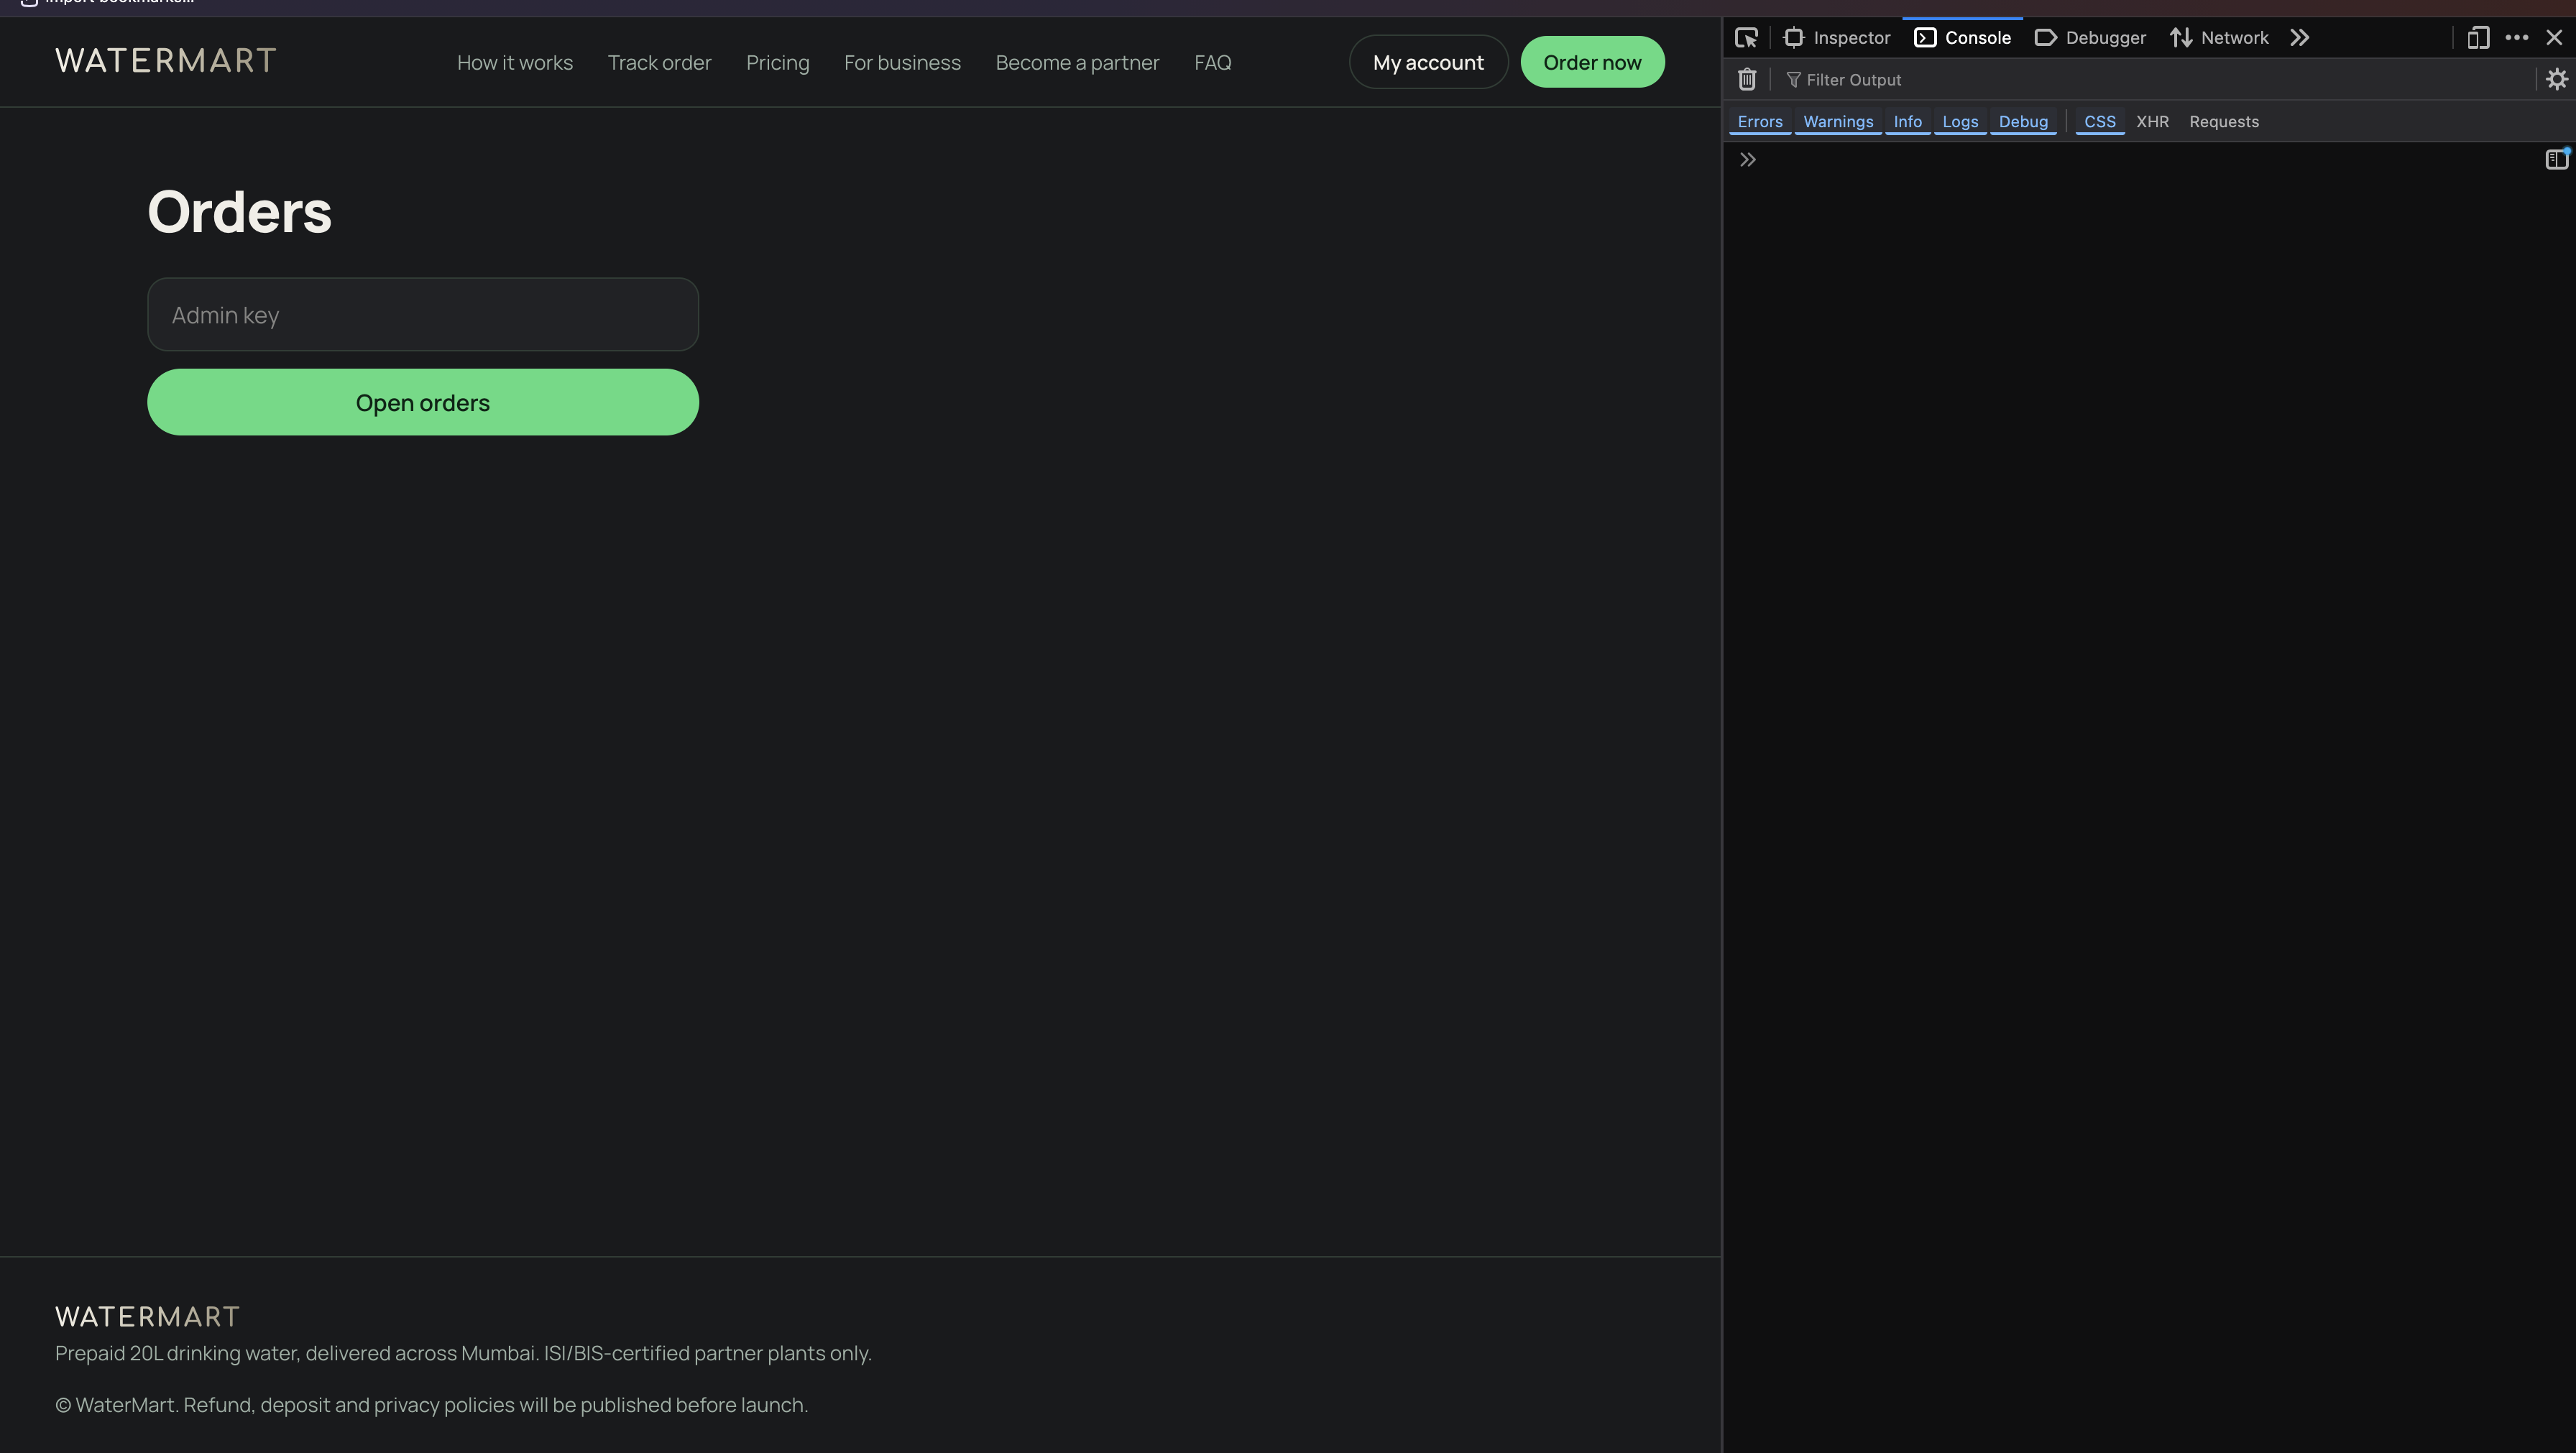 Import bookmarks...
WATERMART
How it works
Track order
Pricing
For business
Become a partner
FAQ
My account
Order now
Orders
Admin key
Open orders
WATERMART
Prepaid 20L drinking water, delivered across Mumbai. ISI/BIS-certified partner plants only.
© WaterMart. Refund, deposit and privacy policies will be published before launch.
Inspector
Console
Debugger
Network
Filter Output
Errors
Warnings
Info
Logs
Debug
CSS
XHR
Requests